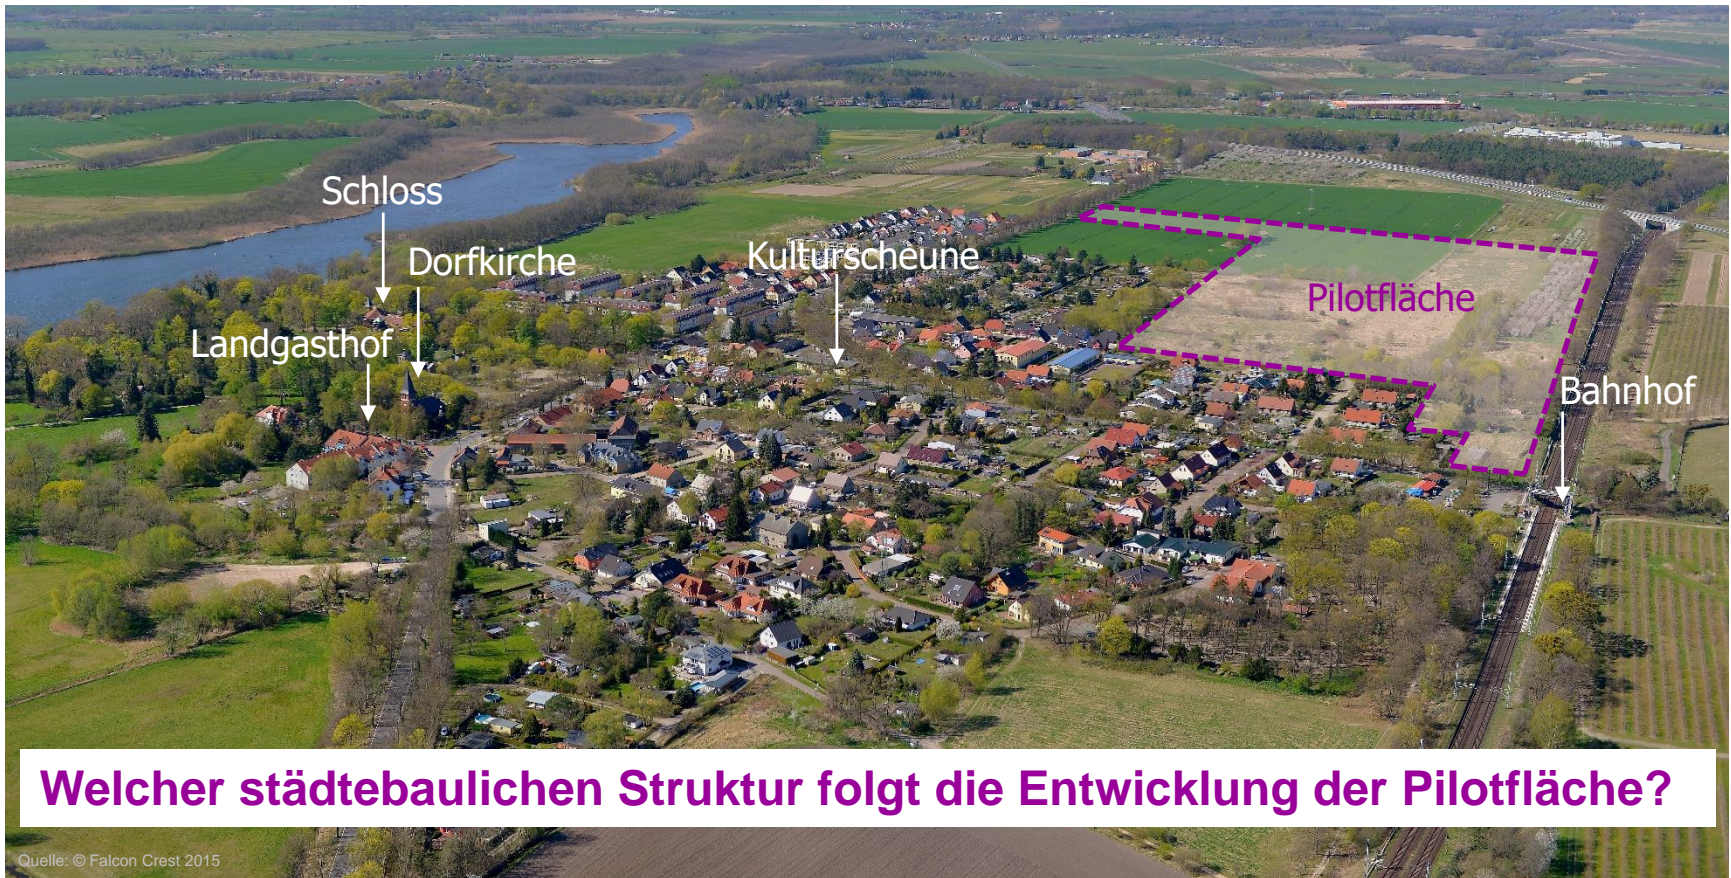 Schloss
Dorfkirche
Kulturscheune
Pilotfläche
Landgasthof
Bahnhof
Welcher städtebaulichen Struktur folgt die Entwicklung der Pilotfläche?
Quelle: © Falcon Crest 2015